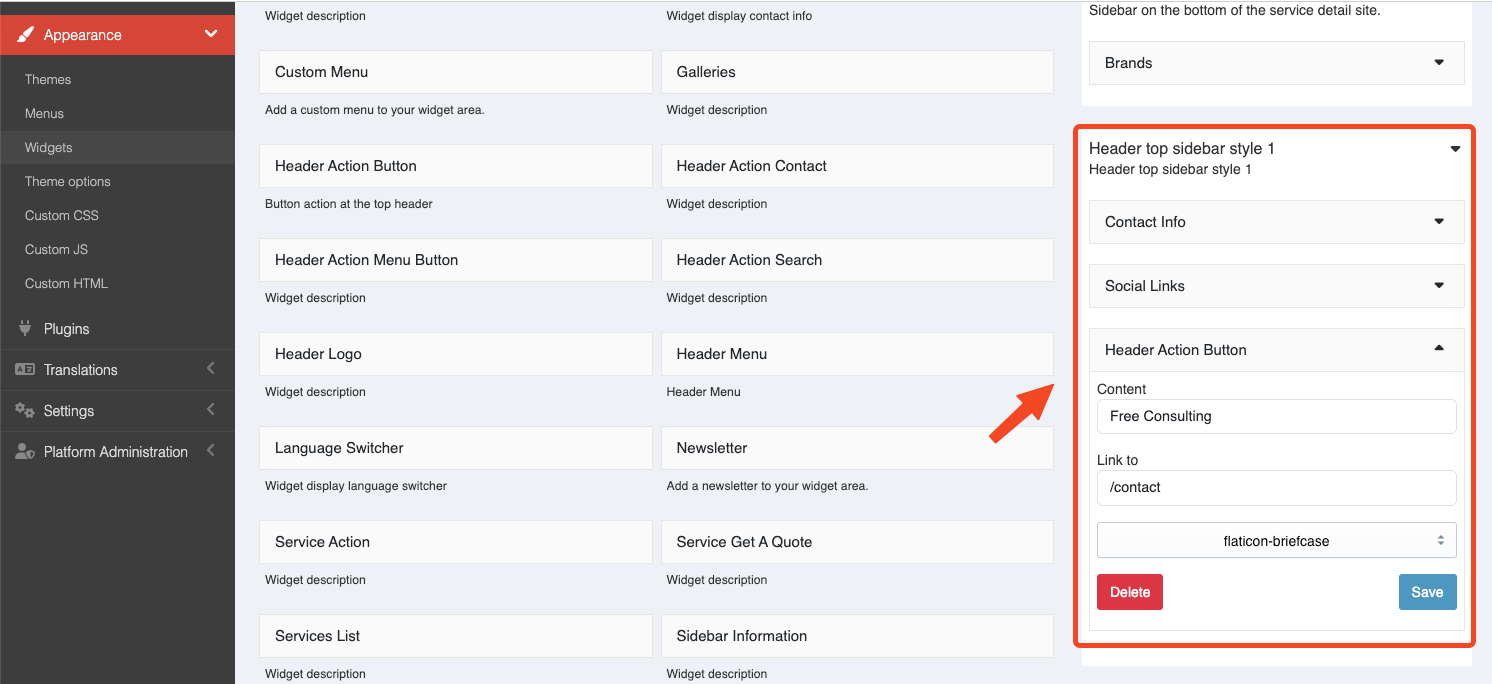 Appearance
Themes
Menus
Widgets
Theme options
Custom CSS
Custom JS
Custom HTML
Plugins
Translations
Settings
Platform Administration
Widget description
Widget display contact info
Custom Menu
Galleries
Add a custom menu to your widget area.
Widget description
Header Action Button
Header Action Contact
Button action at the top header
Widget description
Header Action Menu Button
Header Action Search
Widget description
Widget description
Header Logo
Header Menu
Widget description
Header Menu
Language Switcher
Newsletter
Widget display language switcher
Add a newsletter to your widget area.
Service Action
Service Get A Quote
Widget description
Widget description
Services List
Sidebar Information
Widget description
Widget description
Sidebar on the bottom of the service detail site.
Brands
Header top sidebar style 1
Header top sidebar style 1
Contact Info
Social Links
Header Action Button
Content
Free Consulting
Link to
/contact
flaticon-briefcase
Delete
Save